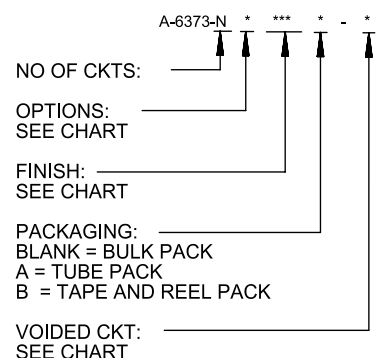 A-6373-N * *** * - *
NO OF CKTS:
OPTIONS:
SEE CHART
FINISH:
SEE CHART
PACKAGING:
BLANK = BULK PACK
A = TUBE PACK
B = TAPE AND REEL PACK
VOIDED CKT:
SEE CHART